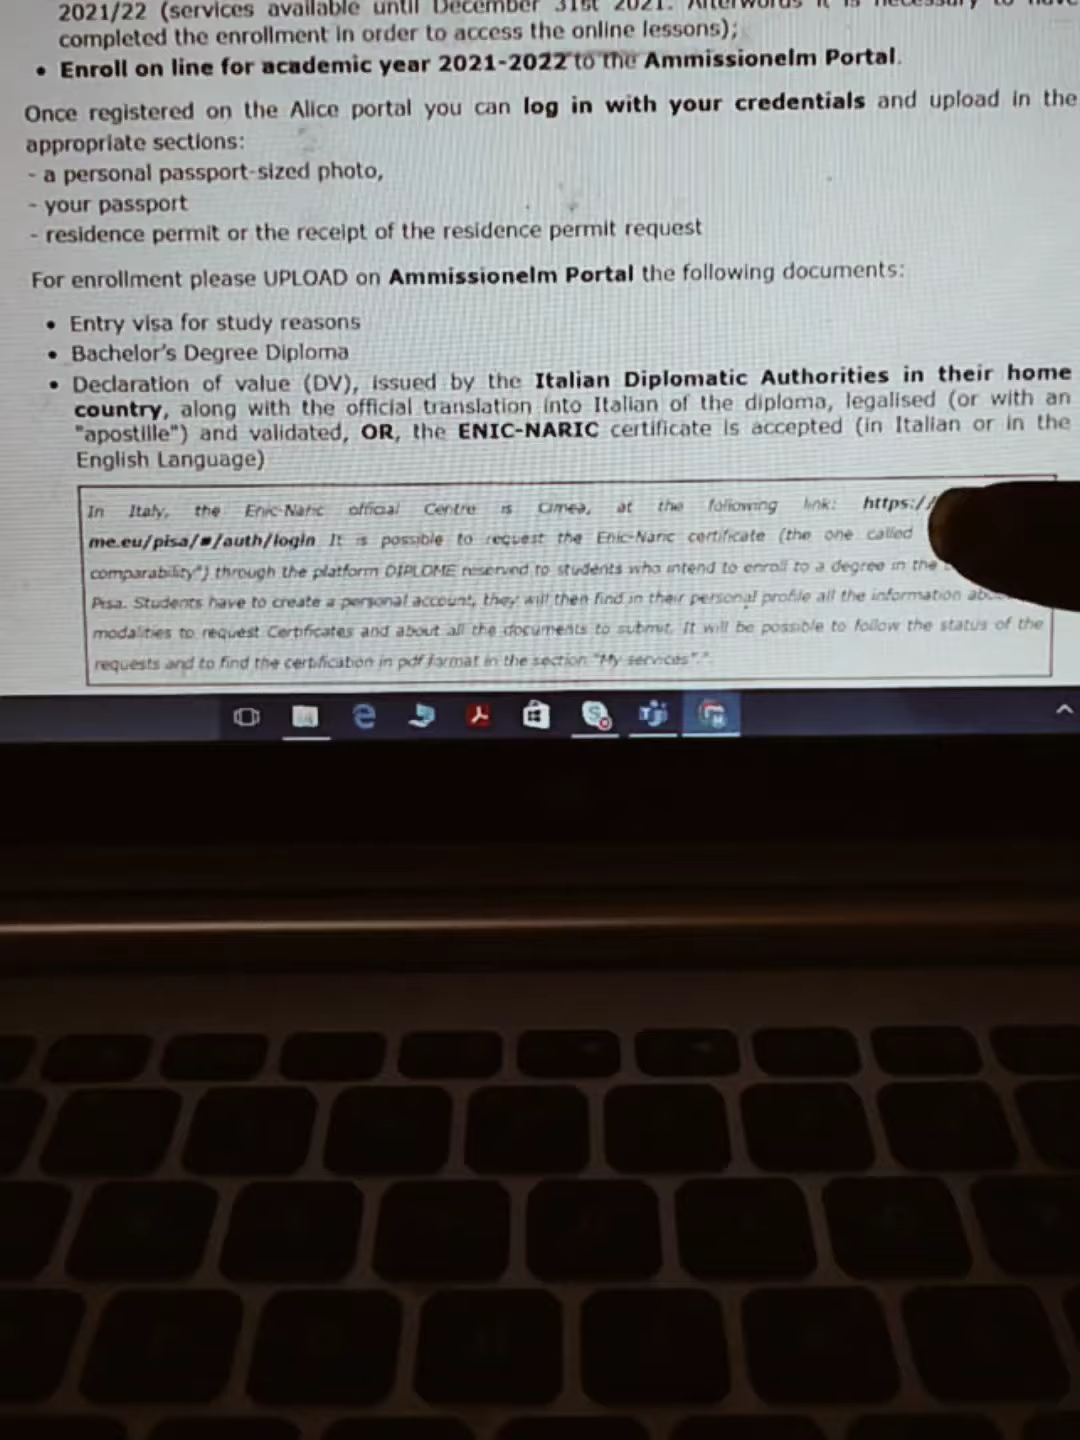 2021/22 (services available until December 31st 2021. Afterwords it is necessary to have
completed the enrollment in order to access the online lessons);
• Enroll on line for academic year 2021-2022 to the Ammissionelm Portal.
Once registered on the Alice portal you can log in with your credentials and upload in the
appropriate sections:
- a personal passport-sized photo,
- your passport
- residence permit or the receipt of the residence permit request
For enrollment please UPLOAD on Ammissionelm Portal the following documents:
• Entry visa for study reasons
• Bachelor's Degree Diploma
• Declaration of value (DV), issued by the Italian Diplomatic Authorities in their home
country, along with the official translation into Italian of the diploma, legalised (or with an
"apostille") and validated, OR, the ENIC-NARIC certificate is accepted (in Italian or in the
English Language)
In Italy, the Enic-Naric official Centre is Cimea, at the following link: https://
me.eu/pisa/#/auth/login It is possible to request the Enic-Naric certificate (the one called
comparability") through the platform DIPLOME reserved to students who intend to enroll to a degree in the
Pisa. Students have to create a personal account, they will then find in their personal profile all the information
modalities to request Certificates and about all the documents to submit. It will be possible to follow the status of the
requests and to find the certification in pdf format in the section "My services".".